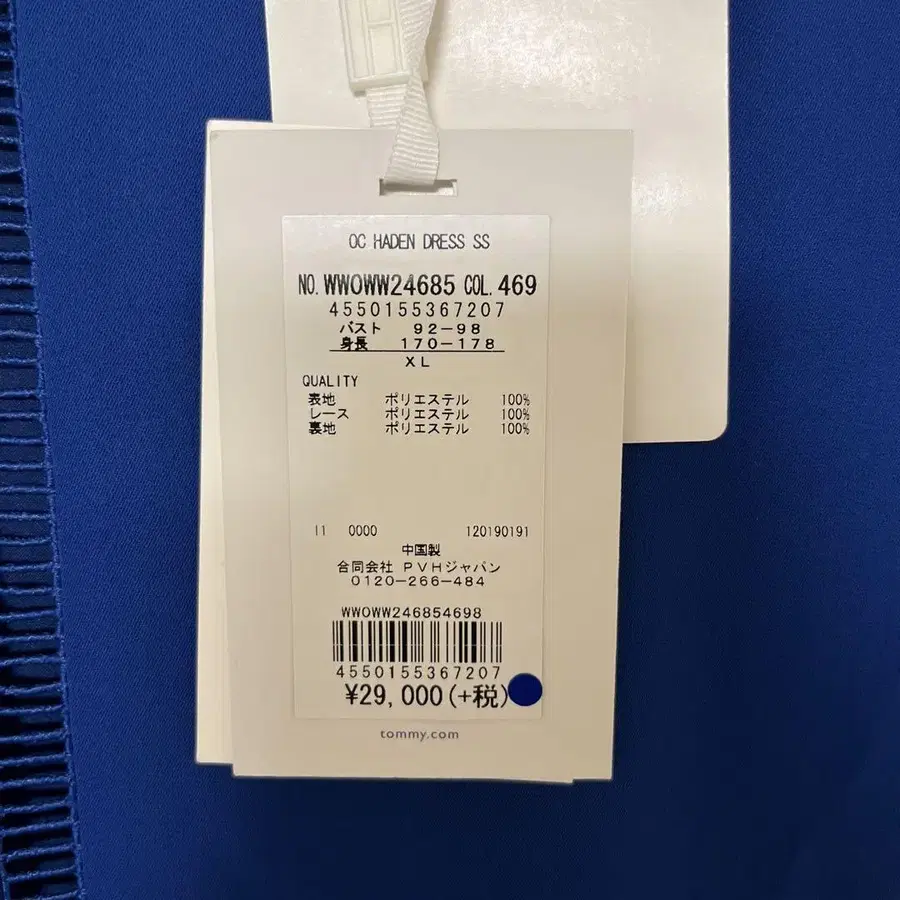 OC HADEN DRESS SS
NO. WW0WW24685 COL. 469
4550155367207
バスト 92-98
身長 170-178
XL
QUALITY
表地 ポリエステル 100%
レース ポリエステル 100%
裏地 ポリエステル 100%
II 0000 120190191
中国製
合同会社 PVHジャパン
0120-266-484
WW0WW246854698
4550155367207
¥29,000(+税)
tommy.com